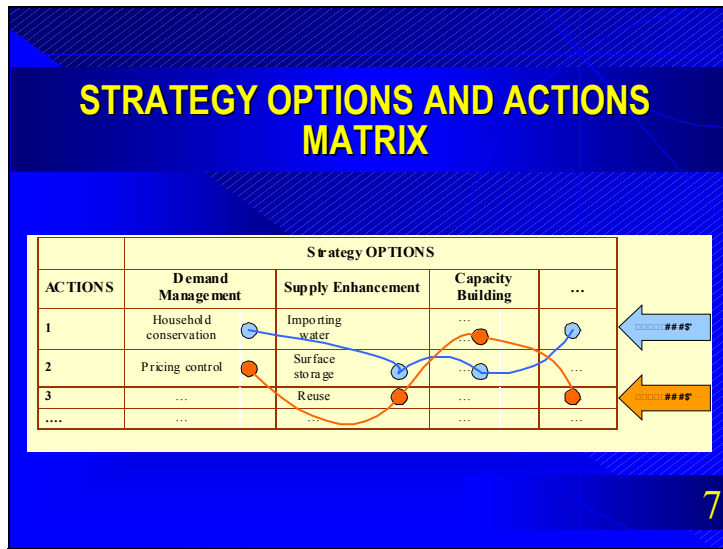 STRATEGY OPTIONS AND ACTIONS
MATRIX
Strategy OPTIONS
ACTIONS
Demand
Management
Supply Enhancement
Capacity
Building
...
1
Household
conservation
Importing
water
...
...
2
Pricing control
Surface
storage
...
...
3
...
Reuse
...
....
...
...
...
...
###$'
###$'
7